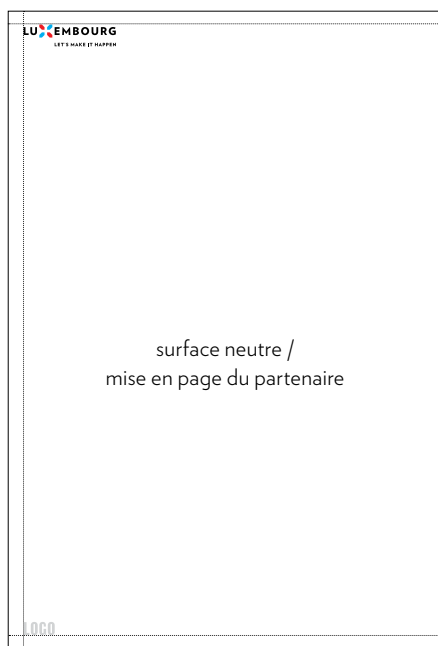 LUXEMBOURG
LET'S MAKE IT HAPPEN
surface neutre /
mise en page du partenaire
LOGO